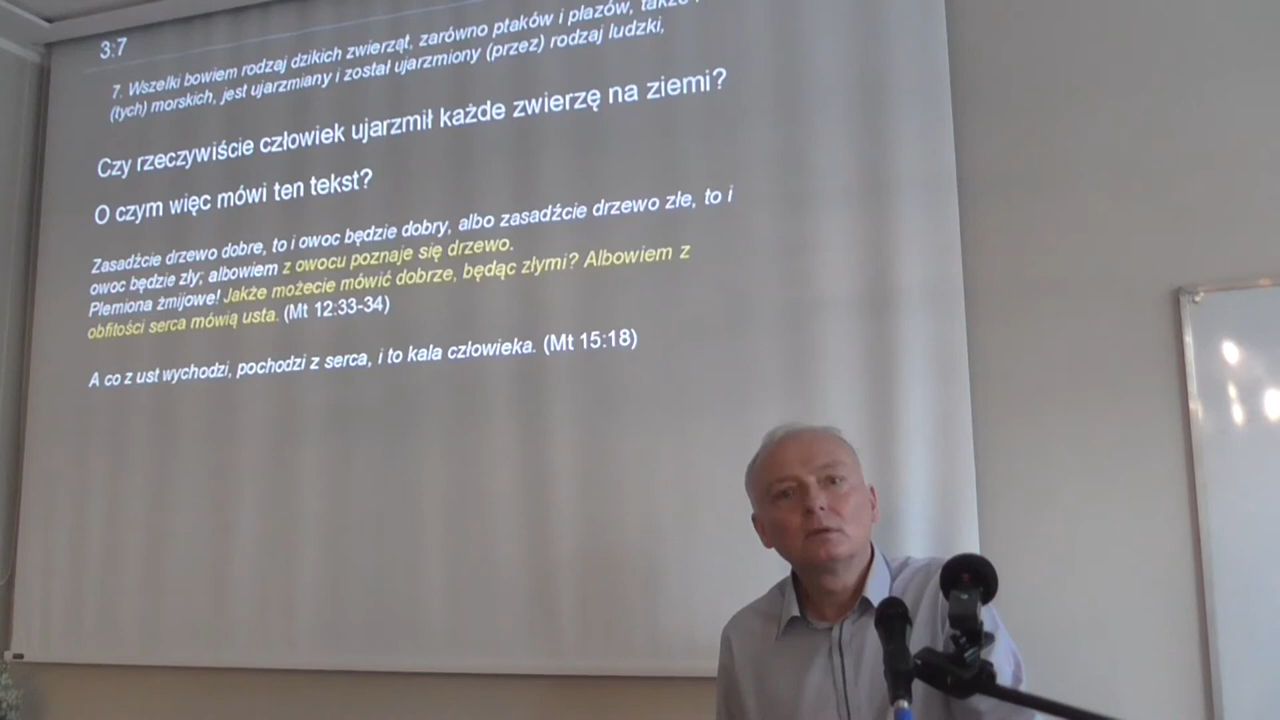 3:7
7. Wszelki bowiem rodzaj dzikich zwierząt, zarówno ptaków i płazów, także i
(tych) morskich, jest ujarzmiany i został ujarzmiony (przez) rodzaj ludzki,
Czy rzeczywiście człowiek ujarzmił każde zwierzę na ziemi?
O czym więc mówi ten tekst?
Zasadźcie drzewo dobre, to i owoc będzie dobry, albo zasadźcie drzewo złe, to i
owoc będzie zły; albowiem z owocu poznaje się drzewo.
Plemiona żmijowe! Jakże możecie mówić dobrze, będąc złymi? Albowiem z
obfitości serca mówią usta. (Mt 12:33-34)
A co z ust wychodzi, pochodzi z serca, i to kala człowieka. (Mt 15:18)